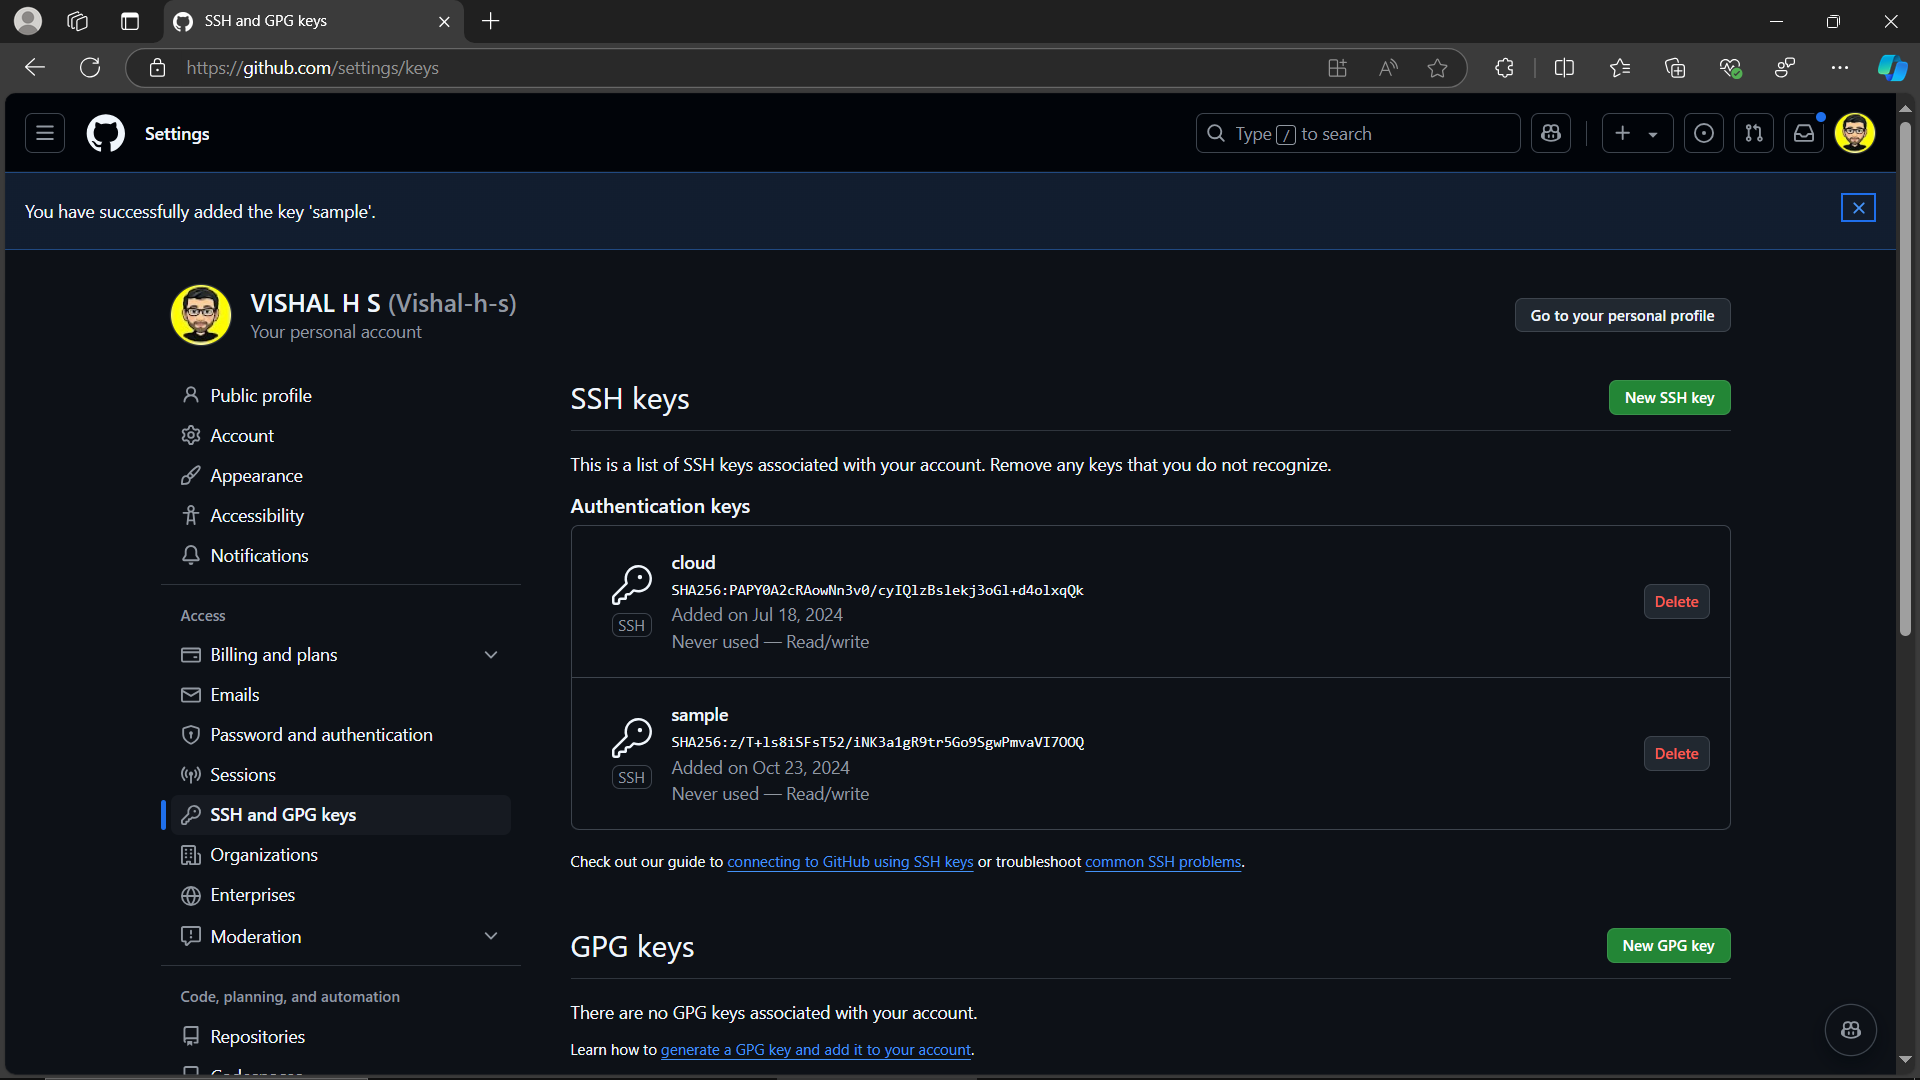 SSH and GPG keys
https://github.com/settings/keys
Settings
Type / to search
You have successfully added the key 'sample'.
VISHAL H S (Vishal-h-s)
Your personal account
Go to your personal profile
Public profile
Account
Appearance
Accessibility
Notifications
Access
Billing and plans
Emails
Password and authentication
Sessions
SSH and GPG keys
Organizations
Enterprises
Moderation
Code, planning, and automation
Repositories
Codespaces
SSH keys
New SSH key
This is a list of SSH keys associated with your account. Remove any keys that you do not recognize.
Authentication keys
cloud
SHA256:PAPY0A2cRAowNn3v0/cyIQlzBslekj3oGl+d4olxqQk
Added on Jul 18, 2024
Never used — Read/write
SSH
Delete
sample
SHA256:z/T+ls8iSFsT52/iNK3a1gR9tr5Go9SgwPmvaVI7OOQ
Added on Oct 23, 2024
Never used — Read/write
SSH
Delete
Check out our guide to connecting to GitHub using SSH keys or troubleshoot common SSH problems.
GPG keys
New GPG key
There are no GPG keys associated with your account.
Learn how to generate a GPG key and add it to your account.